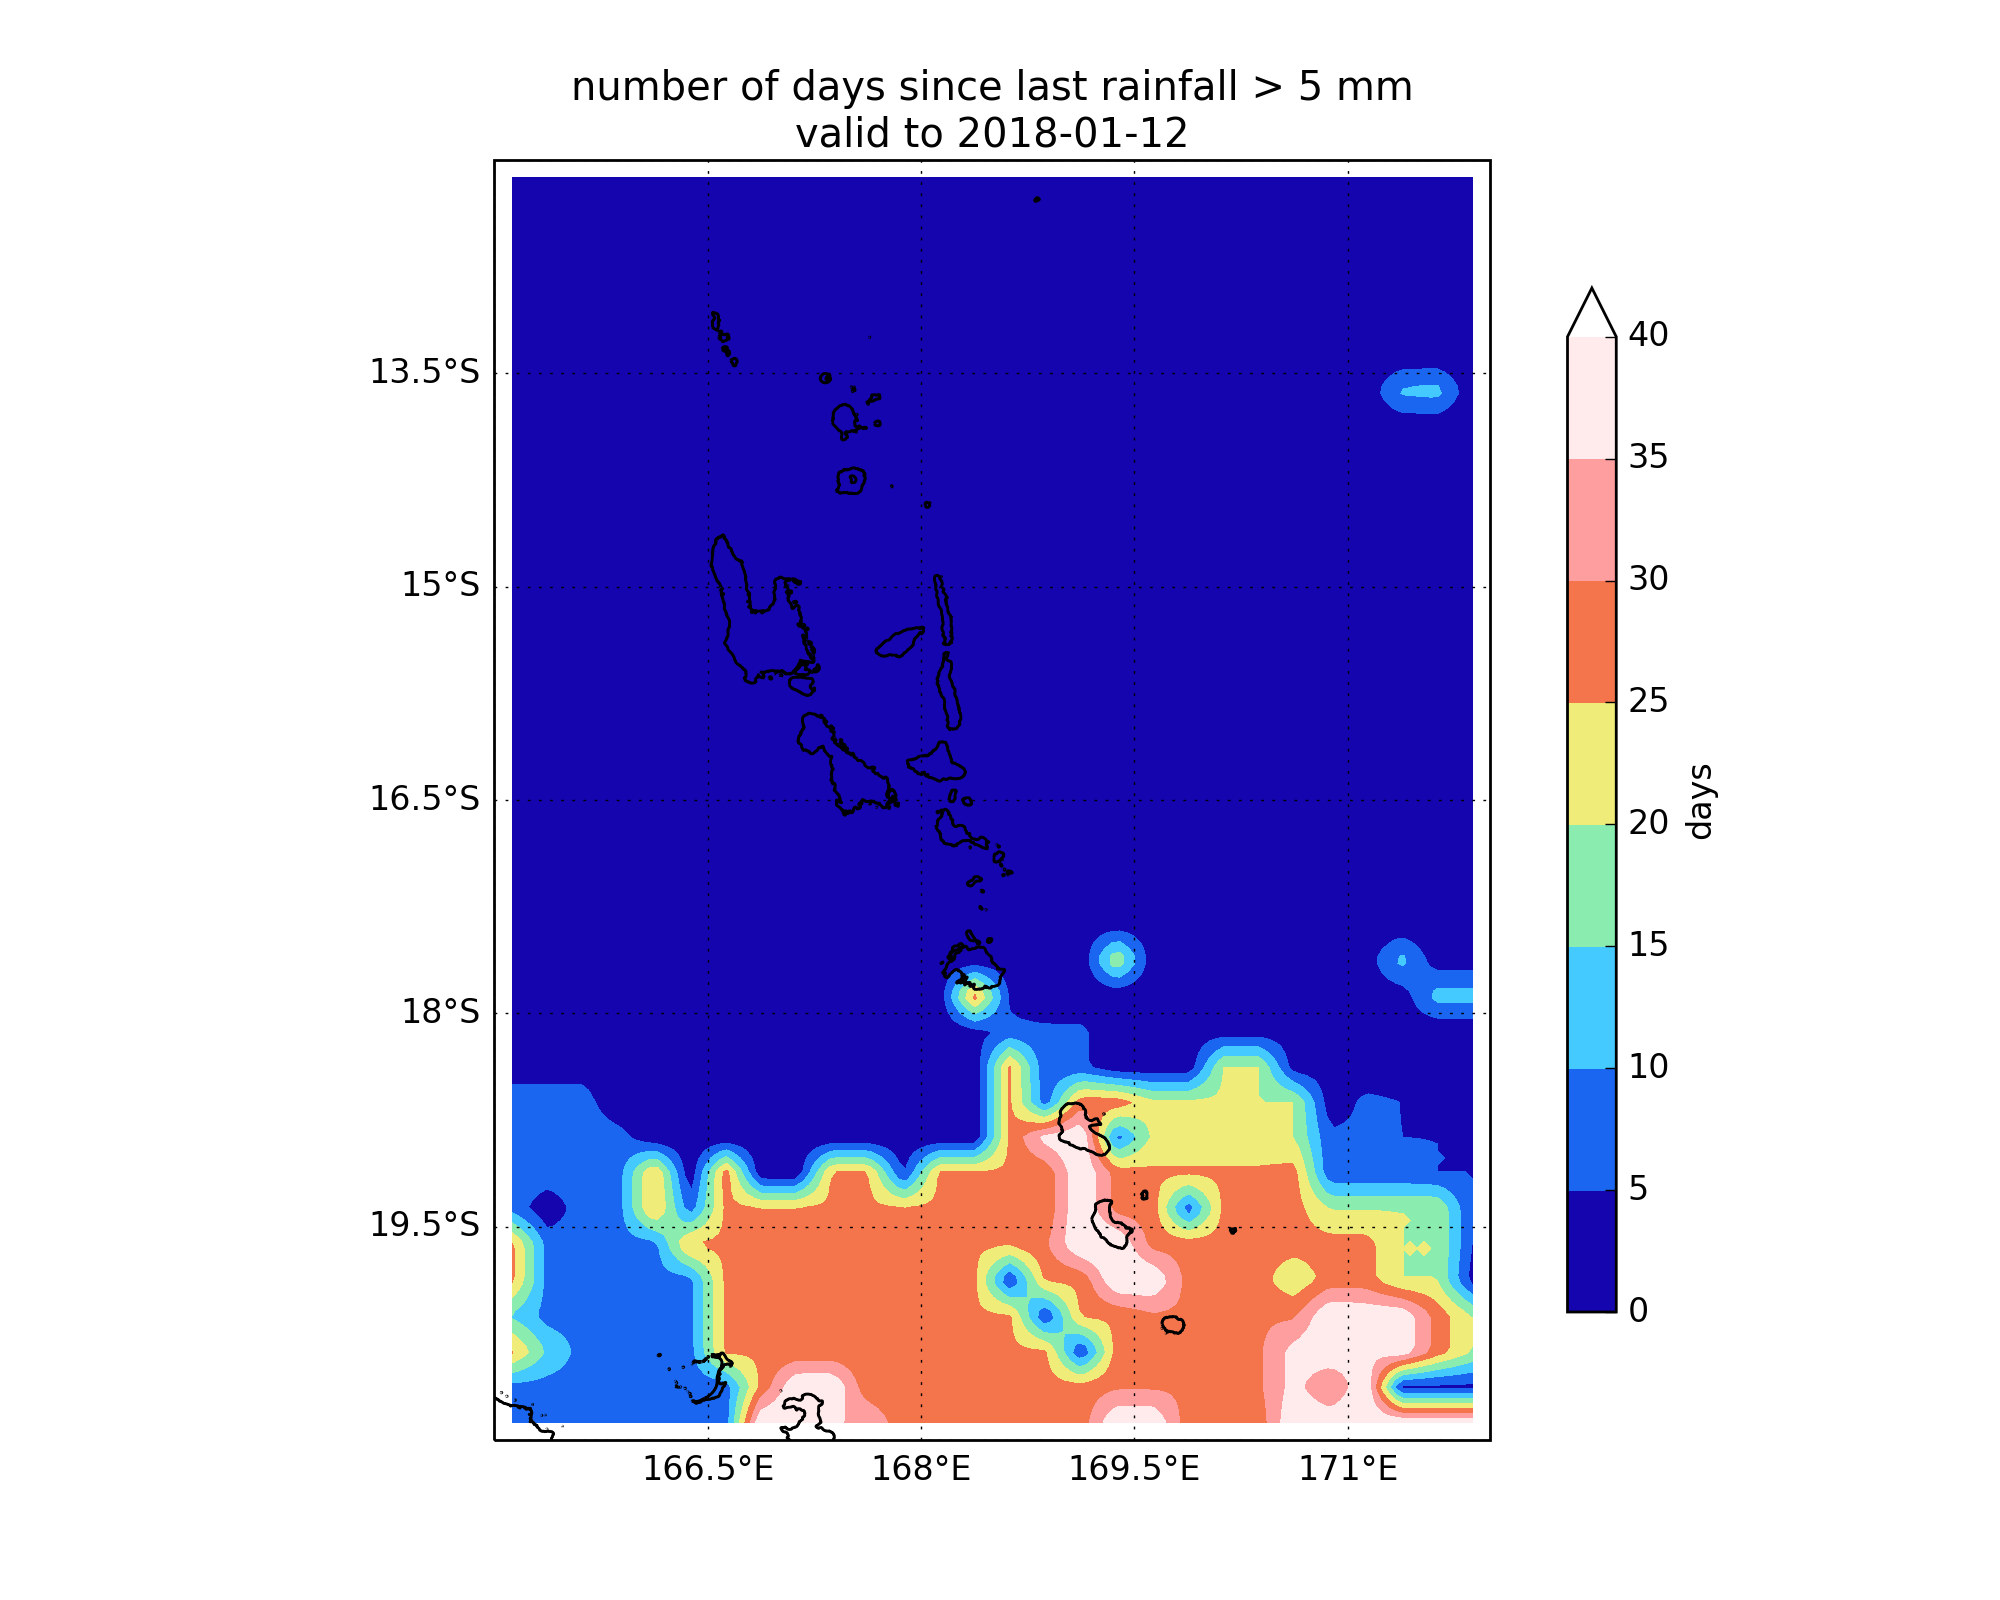 number of days since last rainfall > 5 mm
valid to 2018-01-12
13.5°S
15°S
16.5°S
18°S
19.5°S
166.5°E
168°E
169.5°E
171°E
40
35
30
25
20
15
10
5
0
days